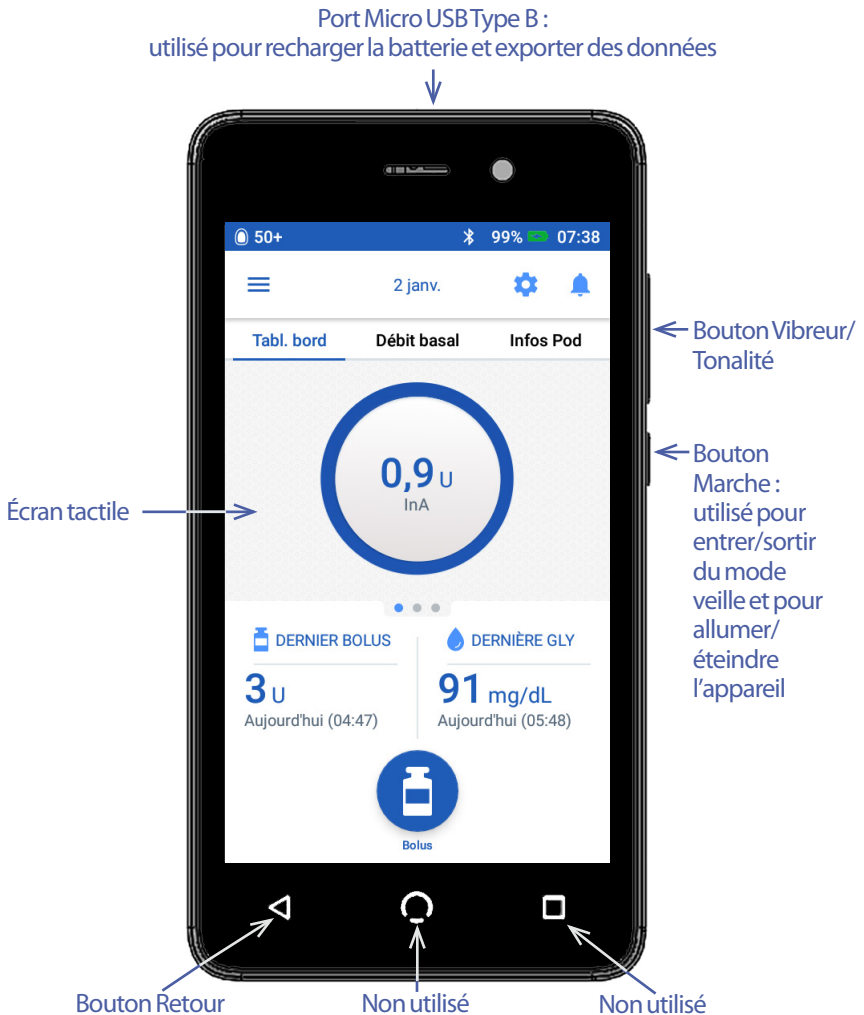 Port Micro USB Type B :
utilisé pour recharger la batterie et exporter des données
50+
99%
07:38
2 janv.
Tabl. bord
Débit basal
Infos Pod
Bouton Vibreur/
Tonalité
0,9 U
InA
Écran tactile
Bouton
Marche :
utilisé pour
entrer/sortir
du mode
veille et pour
allumer/
éteindre
l’appareil
DERNIER BOLUS
3 U
Aujourd'hui (04:47)
DERNIÈRE GLY
91 mg/dL
Aujourd'hui (05:48)
Bolus
Bouton Retour
Non utilisé
Non utilisé